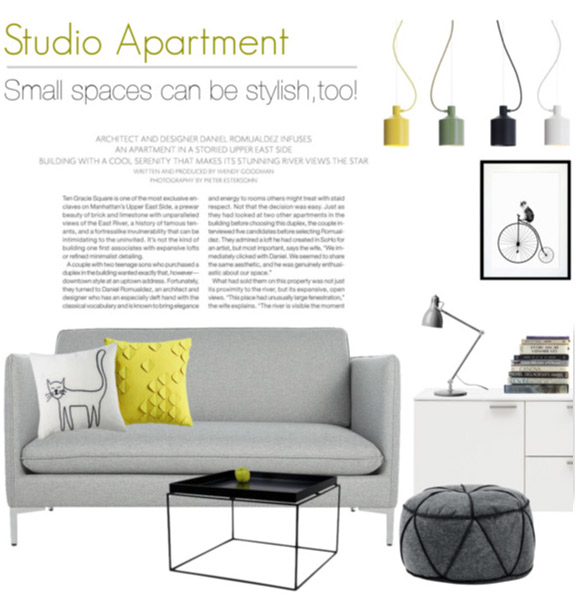 Studio Apartment
Small spaces can be stylish,too!
ARCHITECT AND DESIGNER DANIEL ROMUALDEZ INFUSES
AN APARTMENT IN A STORIED UPPER EAST SIDE
BUILDING WITH A COOL SERENITY THAT MAKES ITS STUNNING RIVER VIEWS THE STAR
WRITTEN AND PRODUCED BY WENDY GOODMAN
PHOTOGRAPHY BY PIETER ESTERSOHN
Ten Gracie Square is one of the most exclusive en-
claves on Manhattan's Upper East Side, a prewar
beauty of brick and limestone with unparalleled
views of the East River, a history of famous ten-
ants, and a fortresslike invulnerability that can be
intimidating to the uninvited. It's not the kind of
building one first associates with expansive lofts
or refined minimalist detailing.
A couple with two teenage sons who purchased a
duplex in the building wanted exactly that, however—
downtown style at an uptown address. Fortunately,
they turned to Daniel Romualdez, an architect and
designer who has an especially deft hand with the
classical vocabulary and is known to bring elegance
and energy to rooms others might treat with staid
respect. Not that the decision was easy. Just as
they had looked at two other apartments in the
building before choosing this duplex, the couple in-
terviewed five candidates before selecting Romual-
dez. They admired a loft he had created in SoHo for
an artist, but most important, says the wife, "We im-
mediately clicked with Daniel. We seemed to share
the same aesthetic, and he was genuinely enthusi-
astic about our space."
What had sold them on this property was not just
its proximity to the river, but its expansive, open
views. "This place had unusually large fenestration,"
the wife explains. "The river is visible the moment